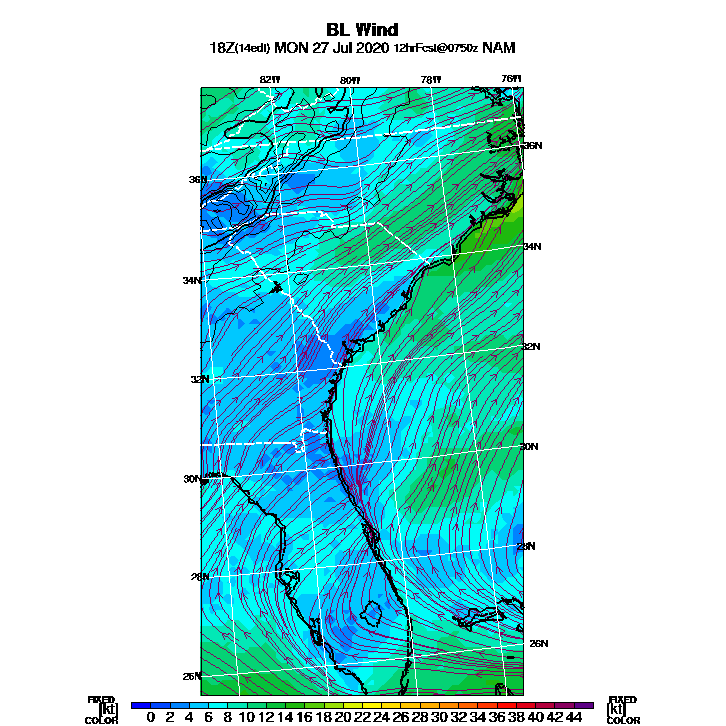 BL Wind
18Z(14edt) MON 27 Jul 2020 12hrFcst@0750z NAM
82W 80W 78W 76W
36N
36N
34N
34N
32N
32N
30N
30N
28N
28N
26N
26N
FIXED FIXED
[kt] [kt]
COLOR COLOR
0 2 4 6 8 10 12 14 16 18 20 22 24 26 28 30 32 34 36 38 40 42 44